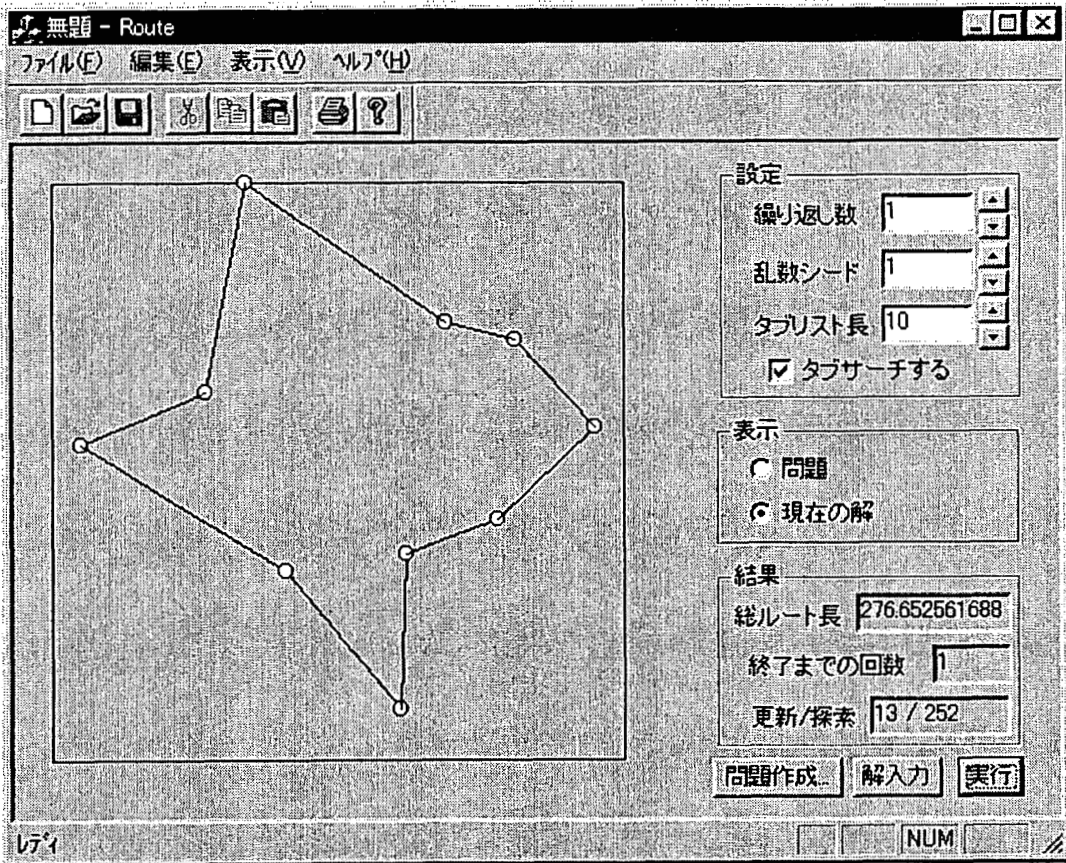 無題 - Route
ファイル(F) 編集(E) 表示(V) ヘルプ(H)
設定
繰り返し数 1
乱数シード 1
タブリスト長 10
タブサーチする
表示
問題
現在の解
結果
総ルート長 276.652561688
終了までの回数 1
更新/探索 13 / 252
問題作成... 解入力 実行
レディ NUM